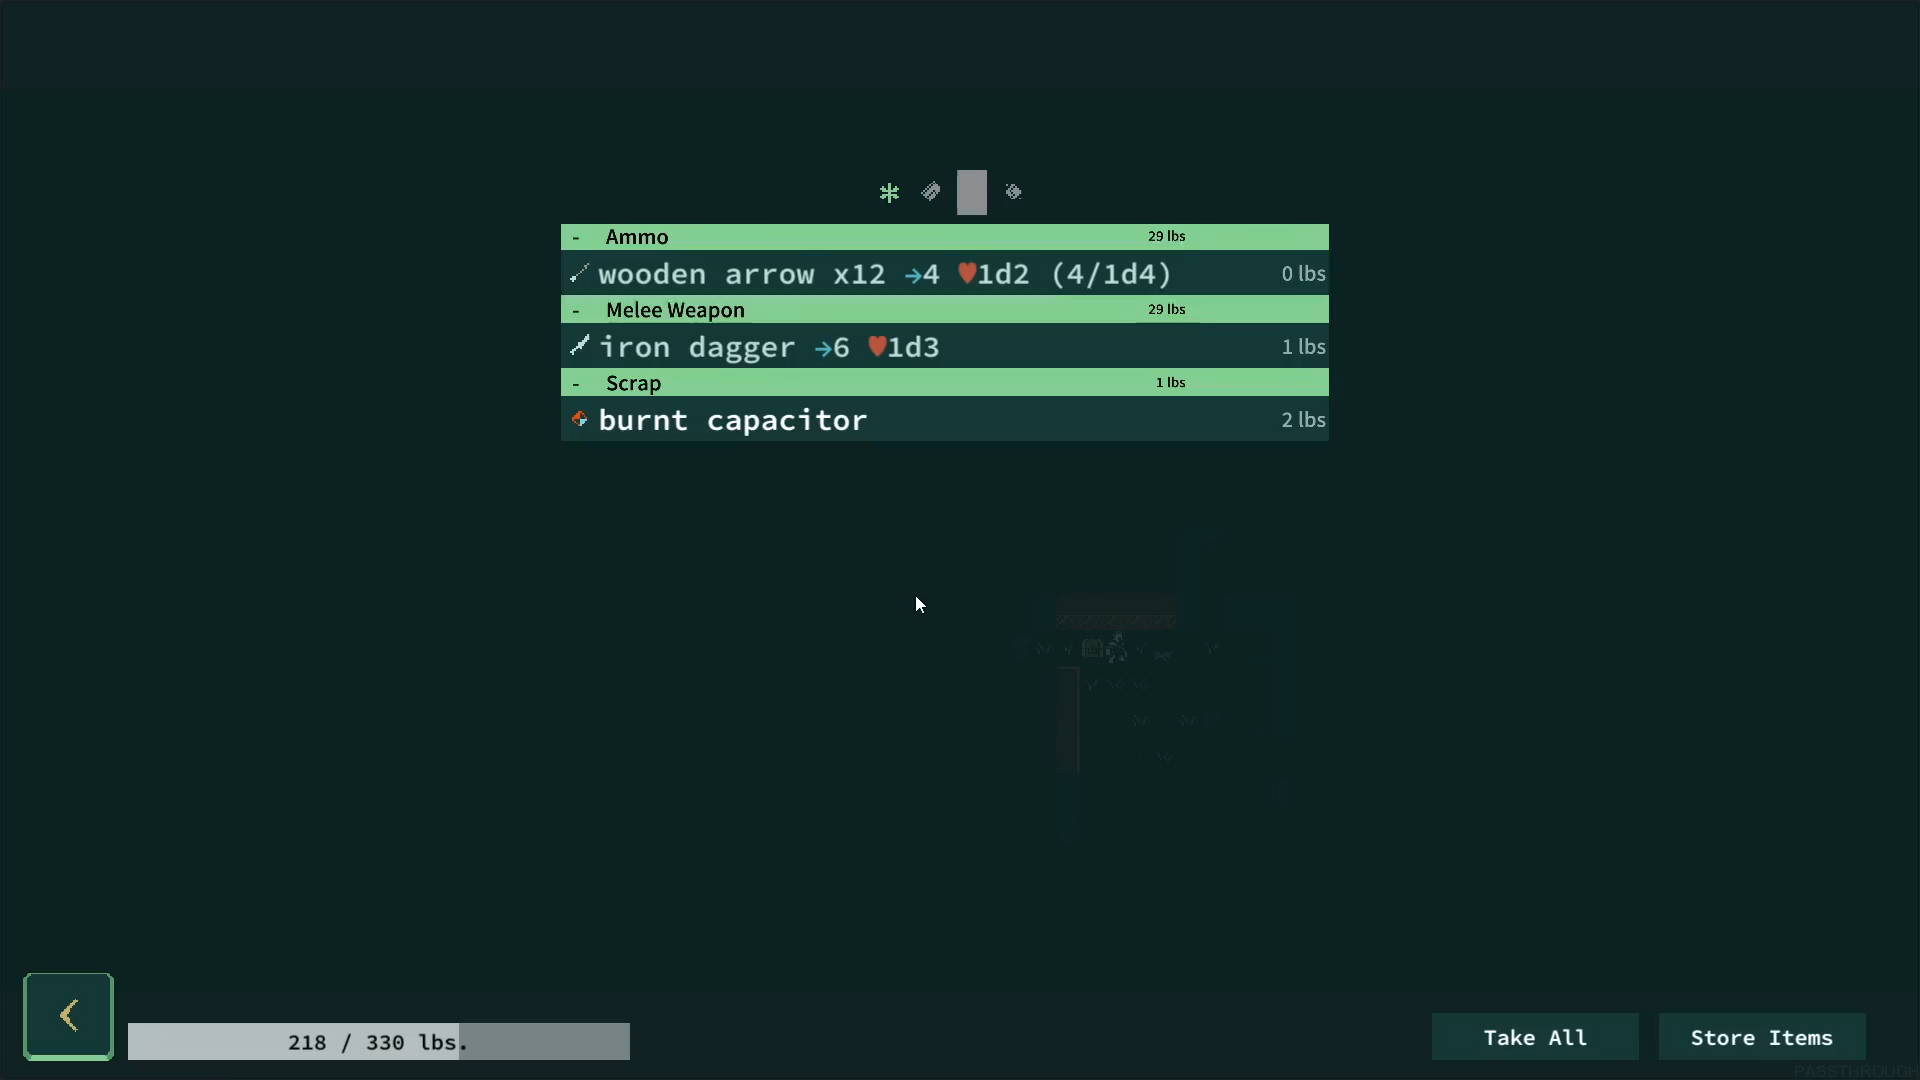 - Ammo 29 lbs
wooden arrow x12 →4 ♥1d2 (4/1d4) 0 lbs
- Melee Weapon 29 lbs
iron dagger →6 ♥1d3 1 lbs
- Scrap 1 lbs
burnt capacitor 2 lbs
218 / 330 lbs.
Take All
Store Items
PASSTHROUGH